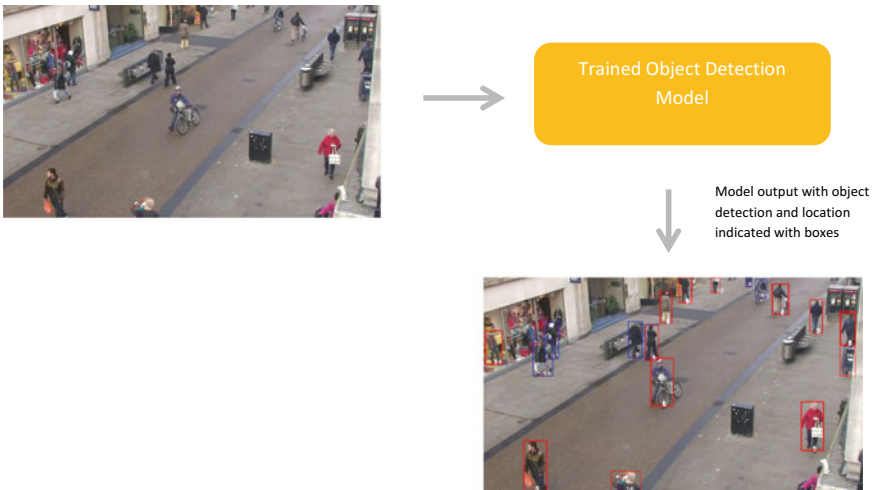 Trained Object Detection
Model
Model output with object
detection and location
indicated with boxes